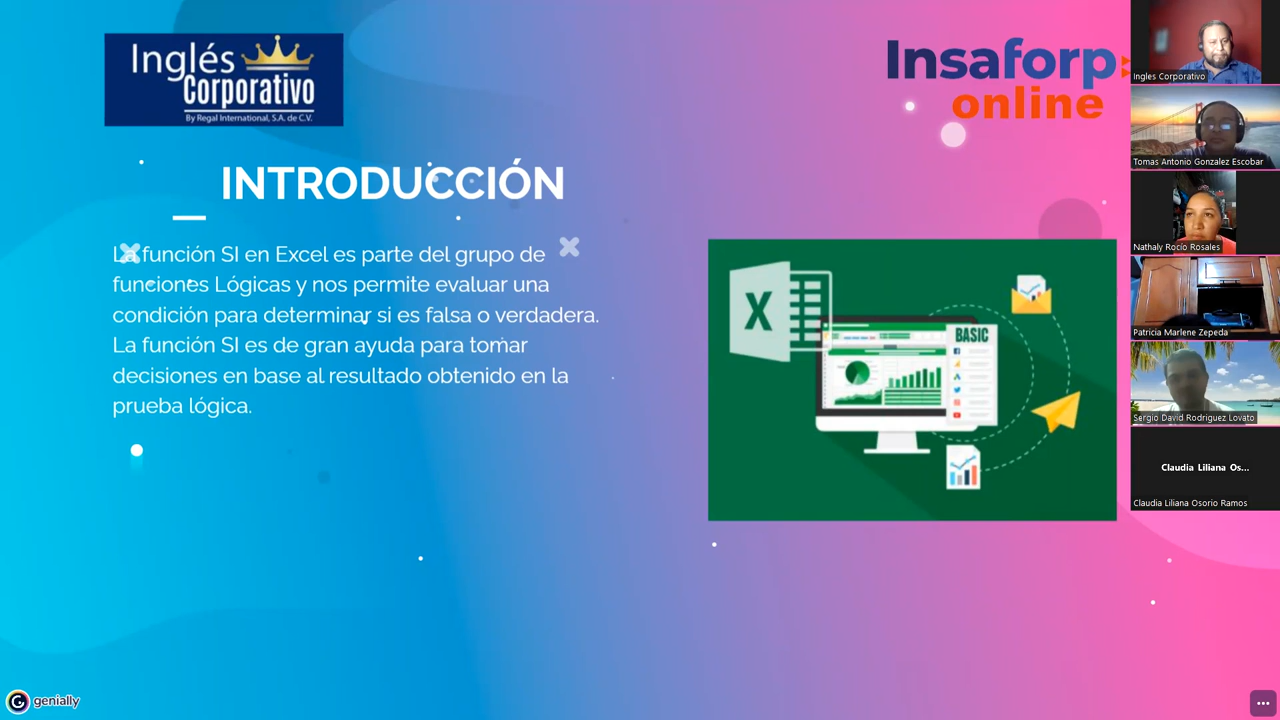 Inglés
Corporativo
By Regal International, S.A. de C.V.
Insaforp
online
INTRODUCCIÓN
La función SI en Excel es parte del grupo de
funciones Lógicas y nos permite evaluar una
condición para determinar si es falsa o verdadera.
La función SI es de gran ayuda para tomar
decisiones en base al resultado obtenido en la
prueba lógica.
X
BASIC
Ingles Corporativo
Tomas Antonio Gonzalez Escobar
Nathaly Rocío Rosales
Patricia Marlene Zepeda
Sergio David Rodriguez Lovato
Claudia Liliana Os...
Claudia Liliana Osorio Ramos
genially